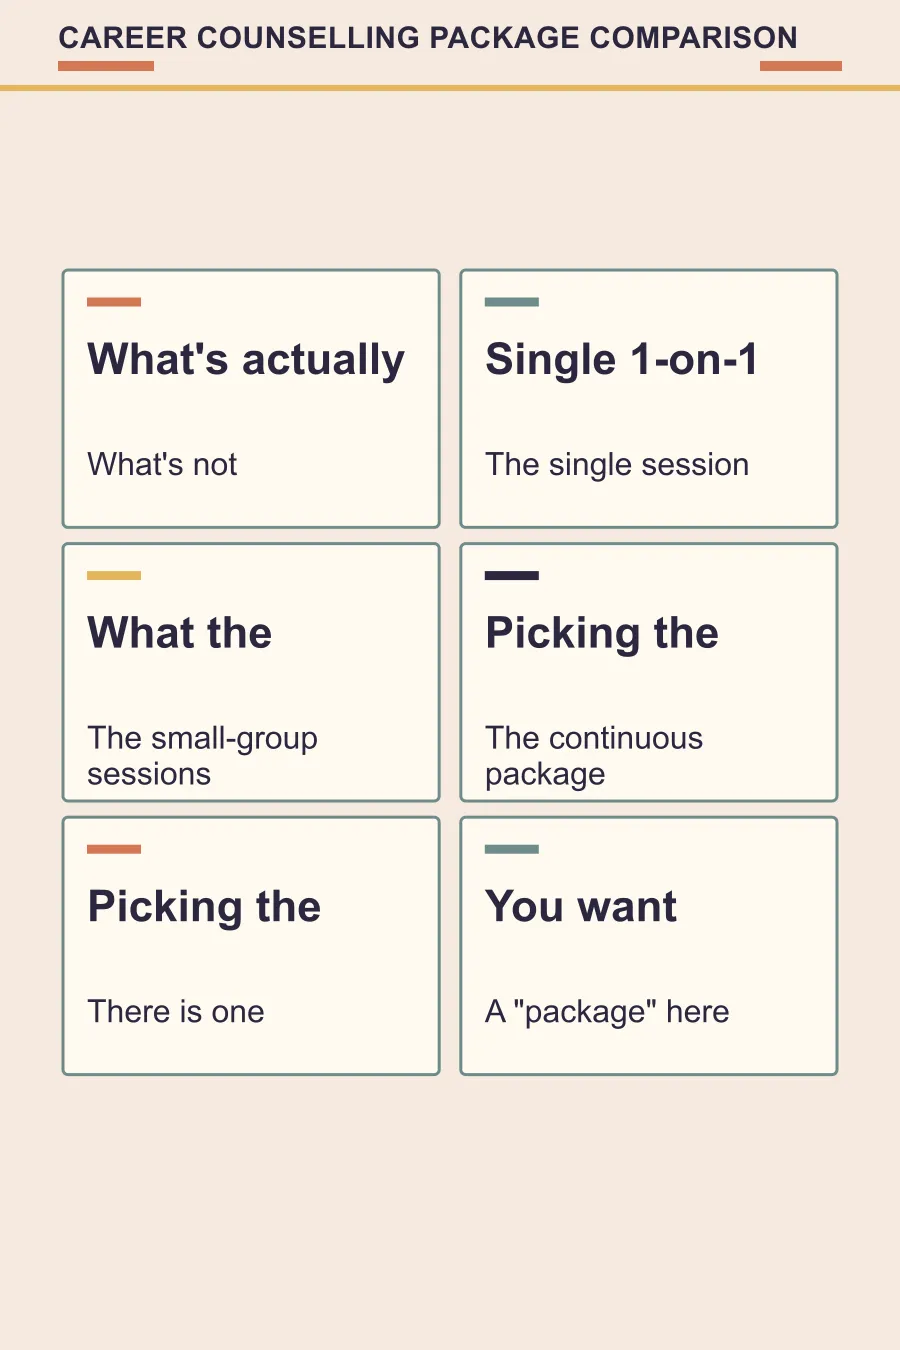 CAREER COUNSELLING PACKAGE COMPARISON
What's actually
What's not
Single 1-on-1
The single session
What the
The small-group
sessions
Picking the
The continuous
package
Picking the
There is one
You want
A "package" here